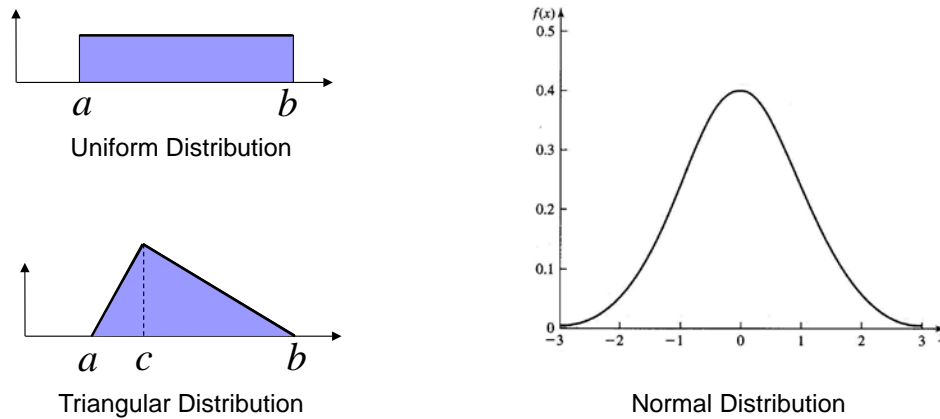 a b
Uniform Distribution
a c b
Triangular Distribution
f(x)
0.5
0.4
0.3
0.2
0.1
0
−3 −2 −1 0 1 2 3
Normal Distribution